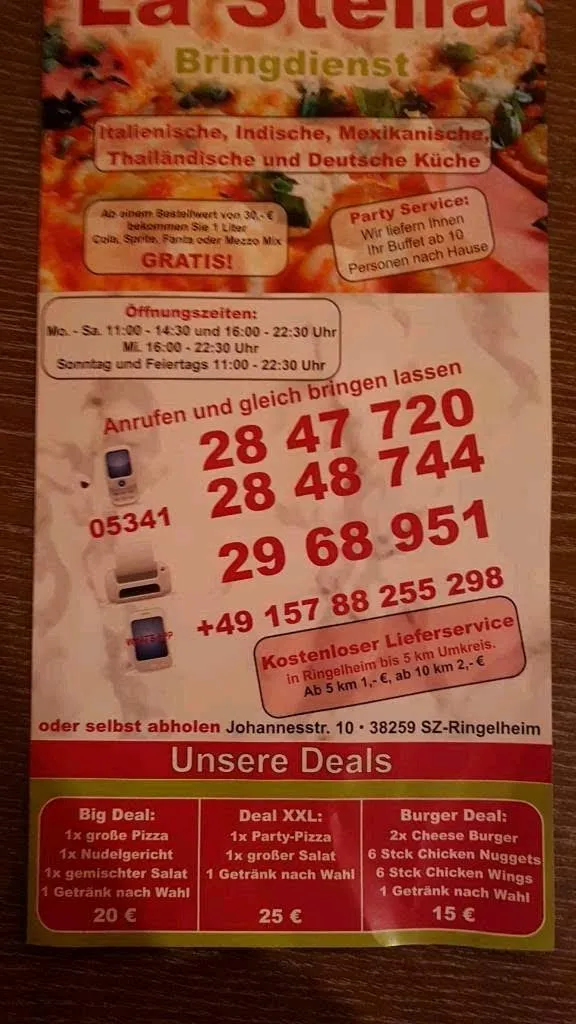 La Stella
Bringdienst
Italienische, Indische, Mexikanische,
Thailändische und Deutsche Küche
Ab einem Bestellwert von 30,- €
bekommen Sie 1 Liter
Cola, Sprite, Fanta oder Mezzo Mix
GRATIS!
Party Service:
Wir liefern Ihnen
Ihr Buffet ab 10
Personen nach Hause
Öffnungszeiten:
Mo. - Sa. 11:00 - 14:30 und 16:00 - 22:30 Uhr
Mi. 16:00 - 22:30 Uhr
Sonntag und Feiertags 11:00 - 22:30 Uhr
Anrufen und gleich bringen lassen
28 47 720
28 48 744
05341
29 68 951
WHATS APP
+49 157 88 255 298
Kostenloser Lieferservice
in Ringelheim bis 5 km Umkreis.
Ab 5 km 1,- €, ab 10 km 2,- €
oder selbst abholen Johannesstr. 10 • 38259 SZ-Ringelheim
Unsere Deals
Big Deal:
1x große Pizza
1x Nudelgericht
1x gemischter Salat
1 Getränk nach Wahl
20 €
Deal XXL:
1x Party-Pizza
1x großer Salat
1 Getränk nach Wahl
25 €
Burger Deal:
2x Cheese Burger
6 Stck Chicken Nuggets
6 Stck Chicken Wings
1 Getränk nach Wahl
15 €